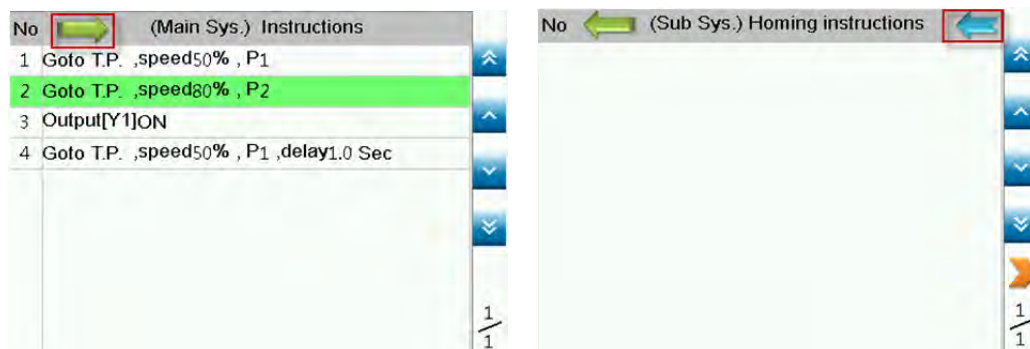 No (Main Sys.) Instructions
1 Goto T.P. ,speed50% , P1
2 Goto T.P. ,speed80% , P2
3 Output[Y1]ON
4 Goto T.P. ,speed50% , P1 ,delay1.0 Sec
1/1
No (Sub Sys.) Homing instructions
1/1